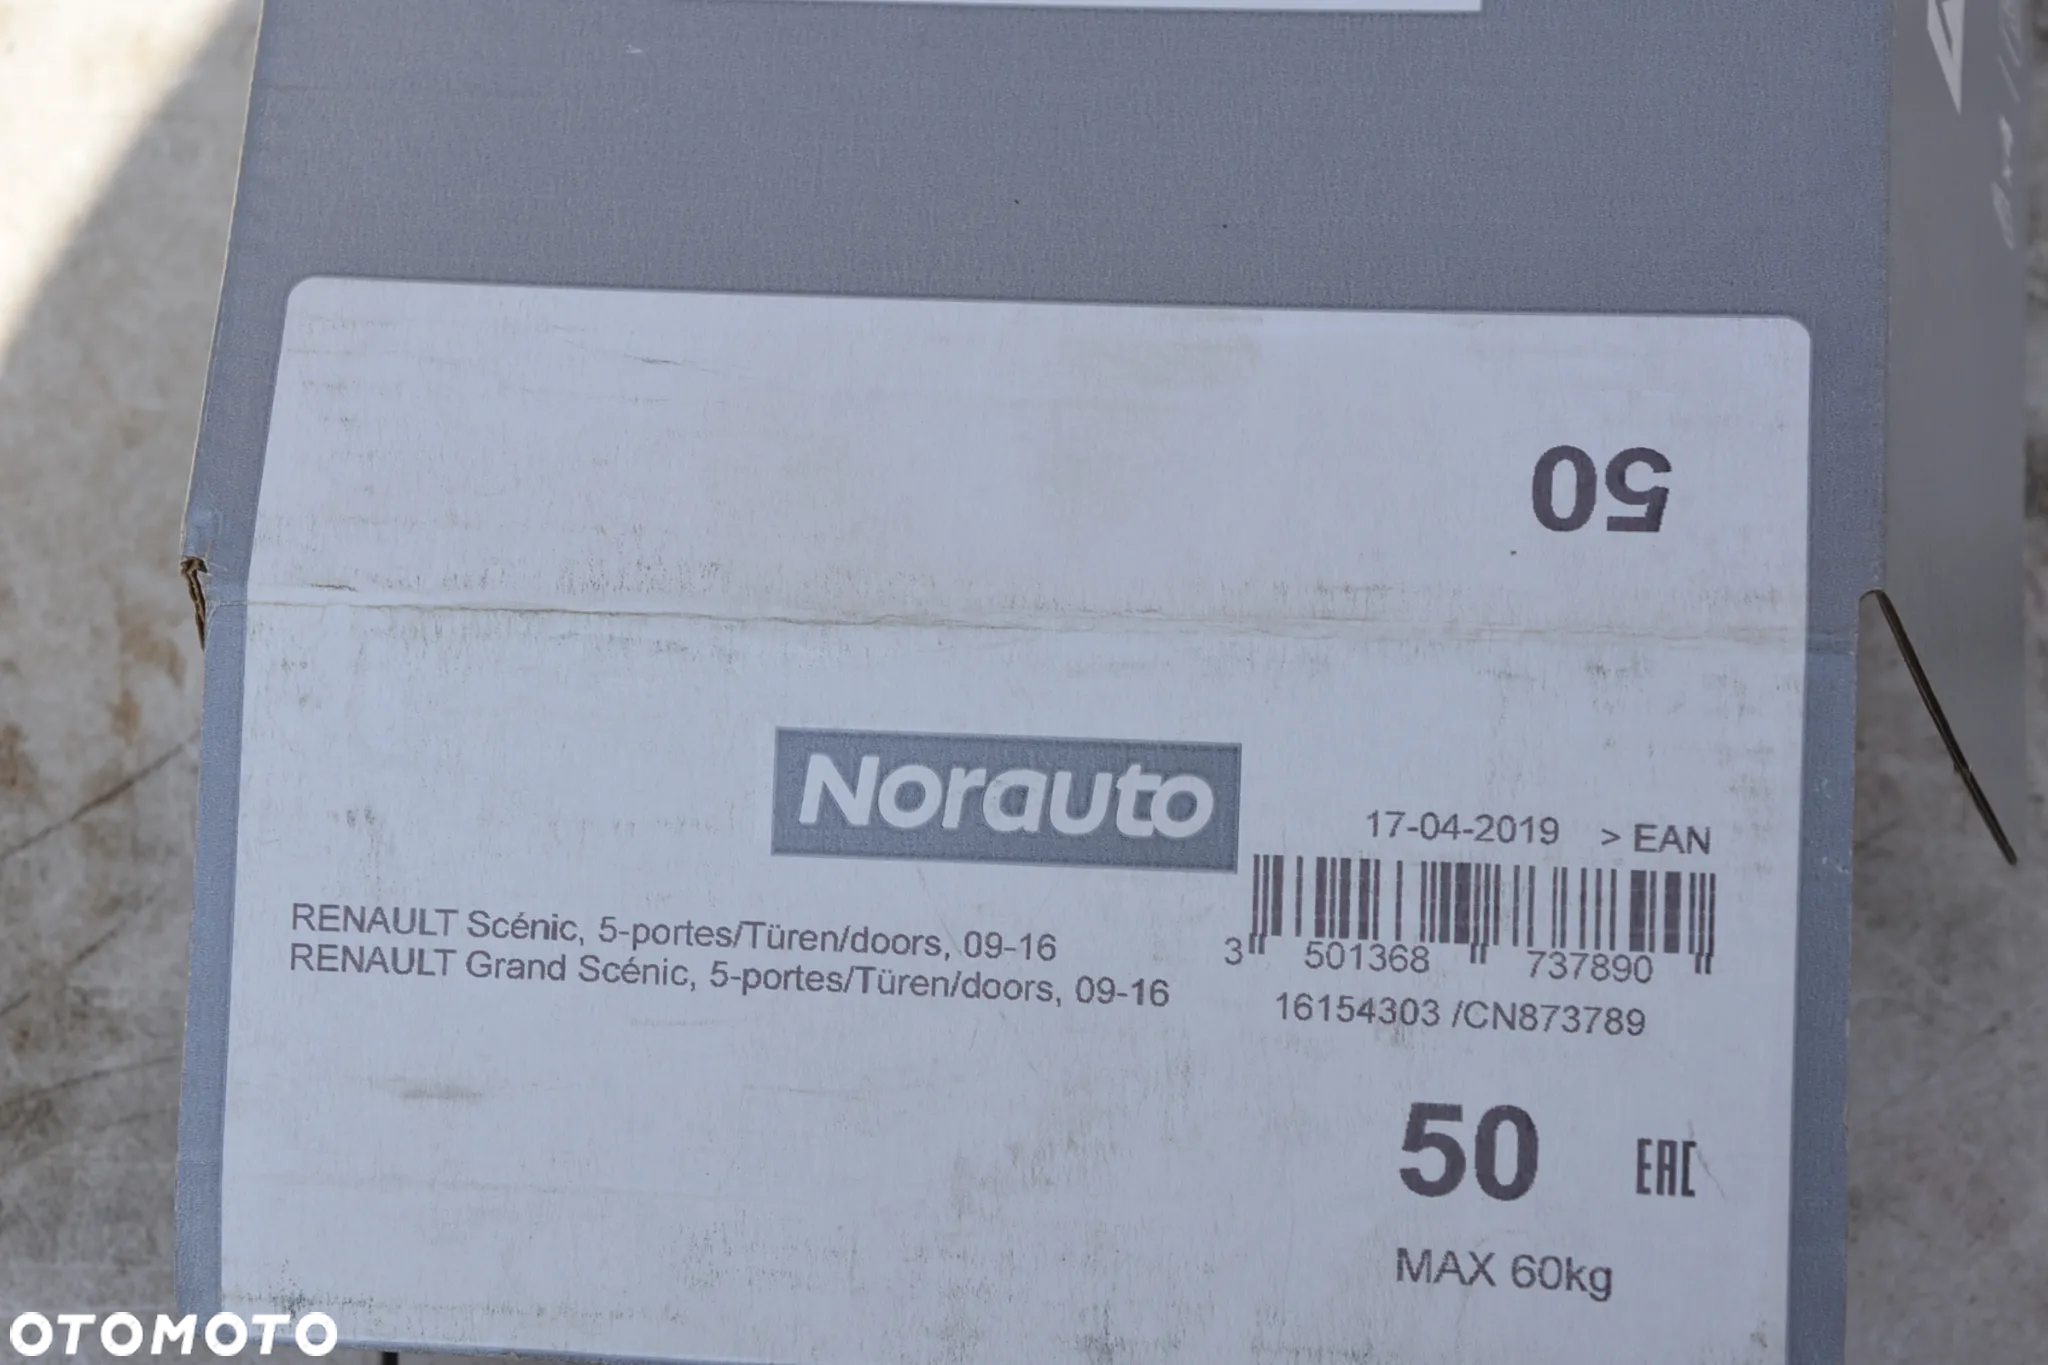 50
Norauto
17-04-2019 > EAN
RENAULT Scénic, 5-portes/Türen/doors, 09-16
RENAULT Grand Scénic, 5-portes/Türen/doors, 09-16
3 501368 737890
16154303 /CN873789
50 EAC
MAX 60kg
OTOMOTO